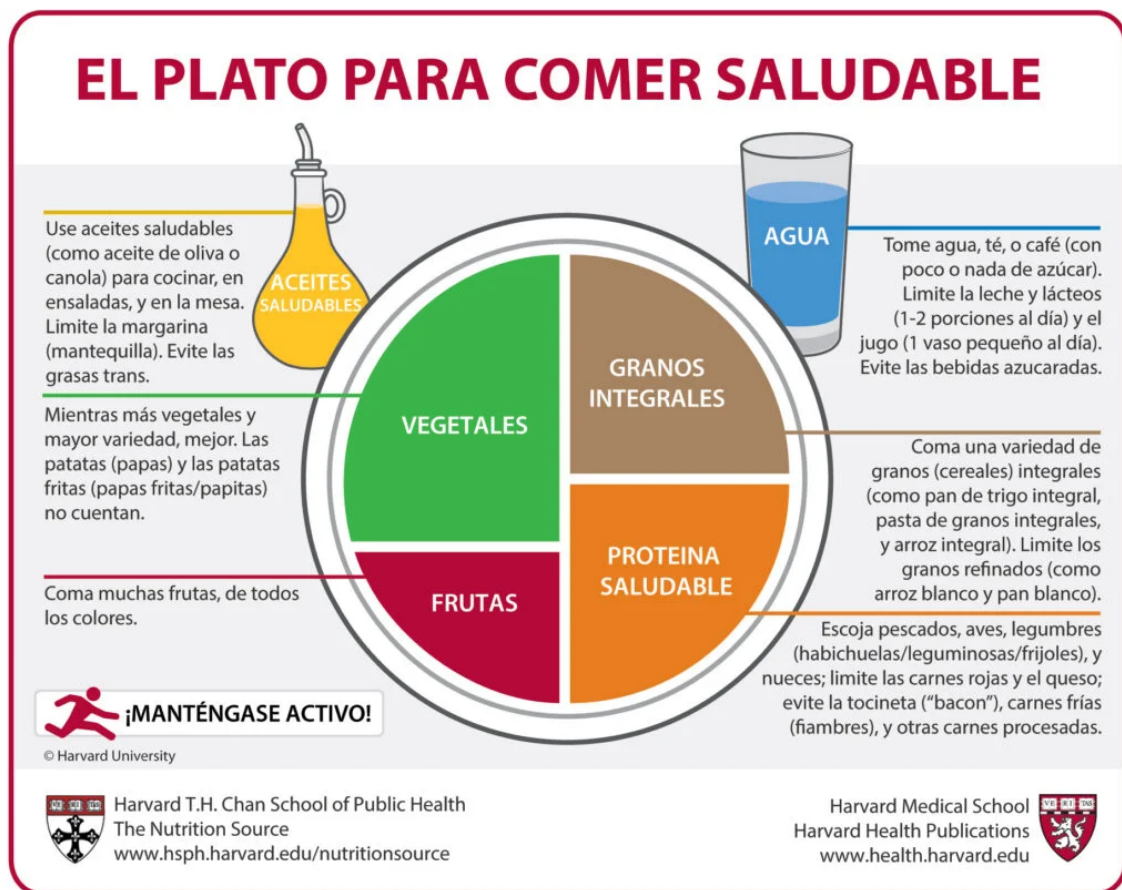 EL PLATO PARA COMER SALUDABLE
Use aceites saludables
(como aceite de oliva o
canola) para cocinar, en
ensaladas, y en la mesa.
Limite la margarina
(mantequilla). Evite las
grasas trans.
ACEITES
SALUDABLES
AGUA
Tome agua, té, o café (con
poco o nada de azúcar).
Limite la leche y lácteos
(1-2 porciones al día) y el
jugo (1 vaso pequeño al día).
Evite las bebidas azucaradas.
Mientras más vegetales y
mayor variedad, mejor. Las
patatas (papas) y las patatas
fritas (papas fritas/papitas)
no cuentan.
VEGETALES
GRANOS
INTEGRALES
Coma una variedad de
granos (cereales) integrales
(como pan de trigo integral,
pasta de granos integrales,
y arroz integral). Limite los
granos refinados (como
arroz blanco y pan blanco).
Coma muchas frutas, de todos
los colores.
FRUTAS
PROTEINA
SALUDABLE
Escoja pescados, aves, legumbres
(habichuelas/leguminosas/frijoles), y
nueces; limite las carnes rojas y el queso;
evite la tocineta (“bacon”), carnes frías
(fiambres), y otras carnes procesadas.
¡MANTÉNGASE ACTIVO!
© Harvard University
Harvard T.H. Chan School of Public Health
The Nutrition Source
www.hsph.harvard.edu/nutritionsource
Harvard Medical School
Harvard Health Publications
www.health.harvard.edu
VE RI TAS